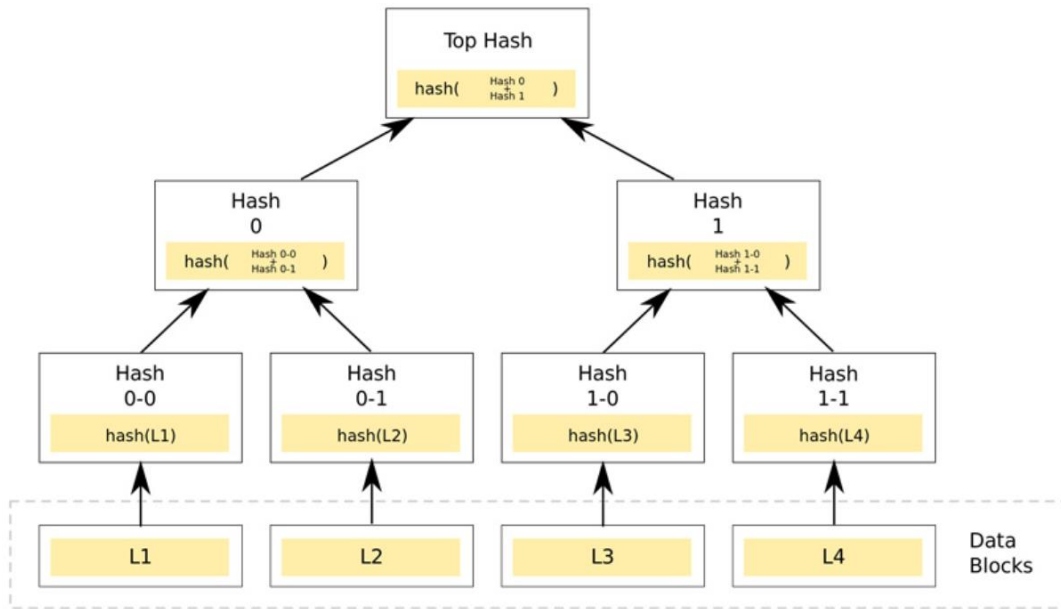 Top Hash
hash( Hash 0 + Hash 1 )
Hash
0
hash( Hash 0-0 + Hash 0-1 )
Hash
1
hash( Hash 1-0 + Hash 1-1 )
Hash
0-0
hash(L1)
Hash
0-1
hash(L2)
Hash
1-0
hash(L3)
Hash
1-1
hash(L4)
L1
L2
L3
L4
Data
Blocks